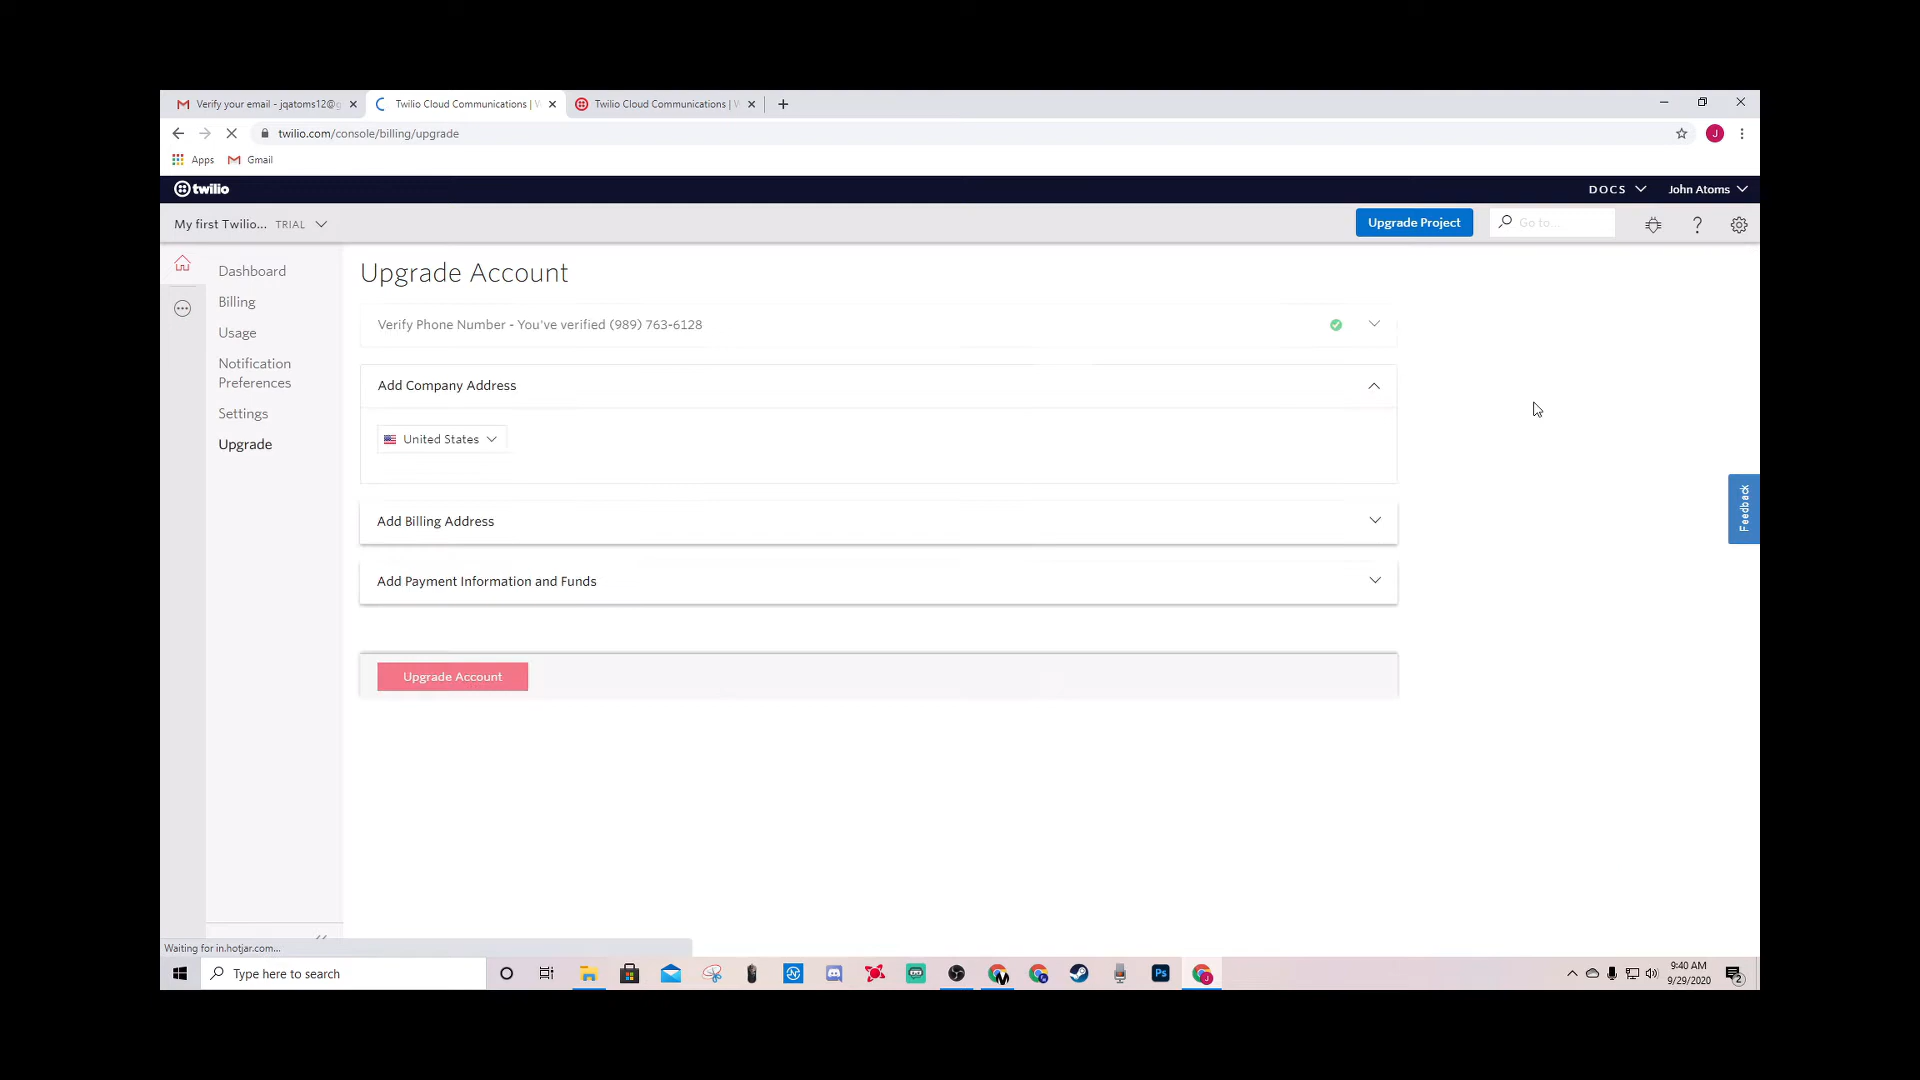 Verify your email - jqatoms12@g
Twilio Cloud Communications | W
Twilio Cloud Communications | W
twilio.com/console/billing/upgrade
J
Apps
Gmail
twilio
DOCS
John Atoms
My first Twilio... TRIAL
Upgrade Project
Go to...
Dashboard
Billing
Usage
Notification
Preferences
Settings
Upgrade
Upgrade Account
Verify Phone Number - You've verified (989) 763-6128
Add Company Address
United States
Add Billing Address
Add Payment Information and Funds
Upgrade Account
Feedback
Waiting for in.hotjar.com...
Type here to search
Ps
9:40 AM
9/29/2020
2